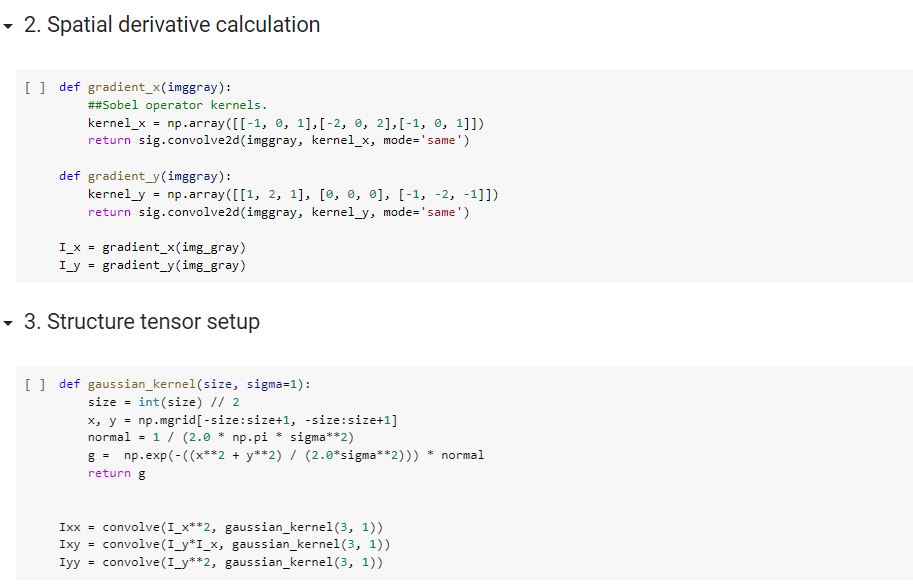 2. Spatial derivative calculation
[ ] def gradient_x(imggray):
##Sobel operator kernels.
kernel_x = np.array([[-1, 0, 1],[-2, 0, 2],[-1, 0, 1]])
return sig.convolve2d(imggray, kernel_x, mode='same')
def gradient_y(imggray):
kernel_y = np.array([[1, 2, 1], [0, 0, 0], [-1, -2, -1]])
return sig.convolve2d(imggray, kernel_y, mode='same')
I_x = gradient_x(img_gray)
I_y = gradient_y(img_gray)
3. Structure tensor setup
[ ] def gaussian_kernel(size, sigma=1):
size = int(size) // 2
x, y = np.mgrid[-size:size+1, -size:size+1]
normal = 1 / (2.0 * np.pi * sigma**2)
g =  np.exp(-((x**2 + y**2) / (2.0*sigma**2))) * normal
return g
Ixx = convolve(I_x**2, gaussian_kernel(3, 1))
Ixy = convolve(I_y*I_x, gaussian_kernel(3, 1))
Iyy = convolve(I_y**2, gaussian_kernel(3, 1))